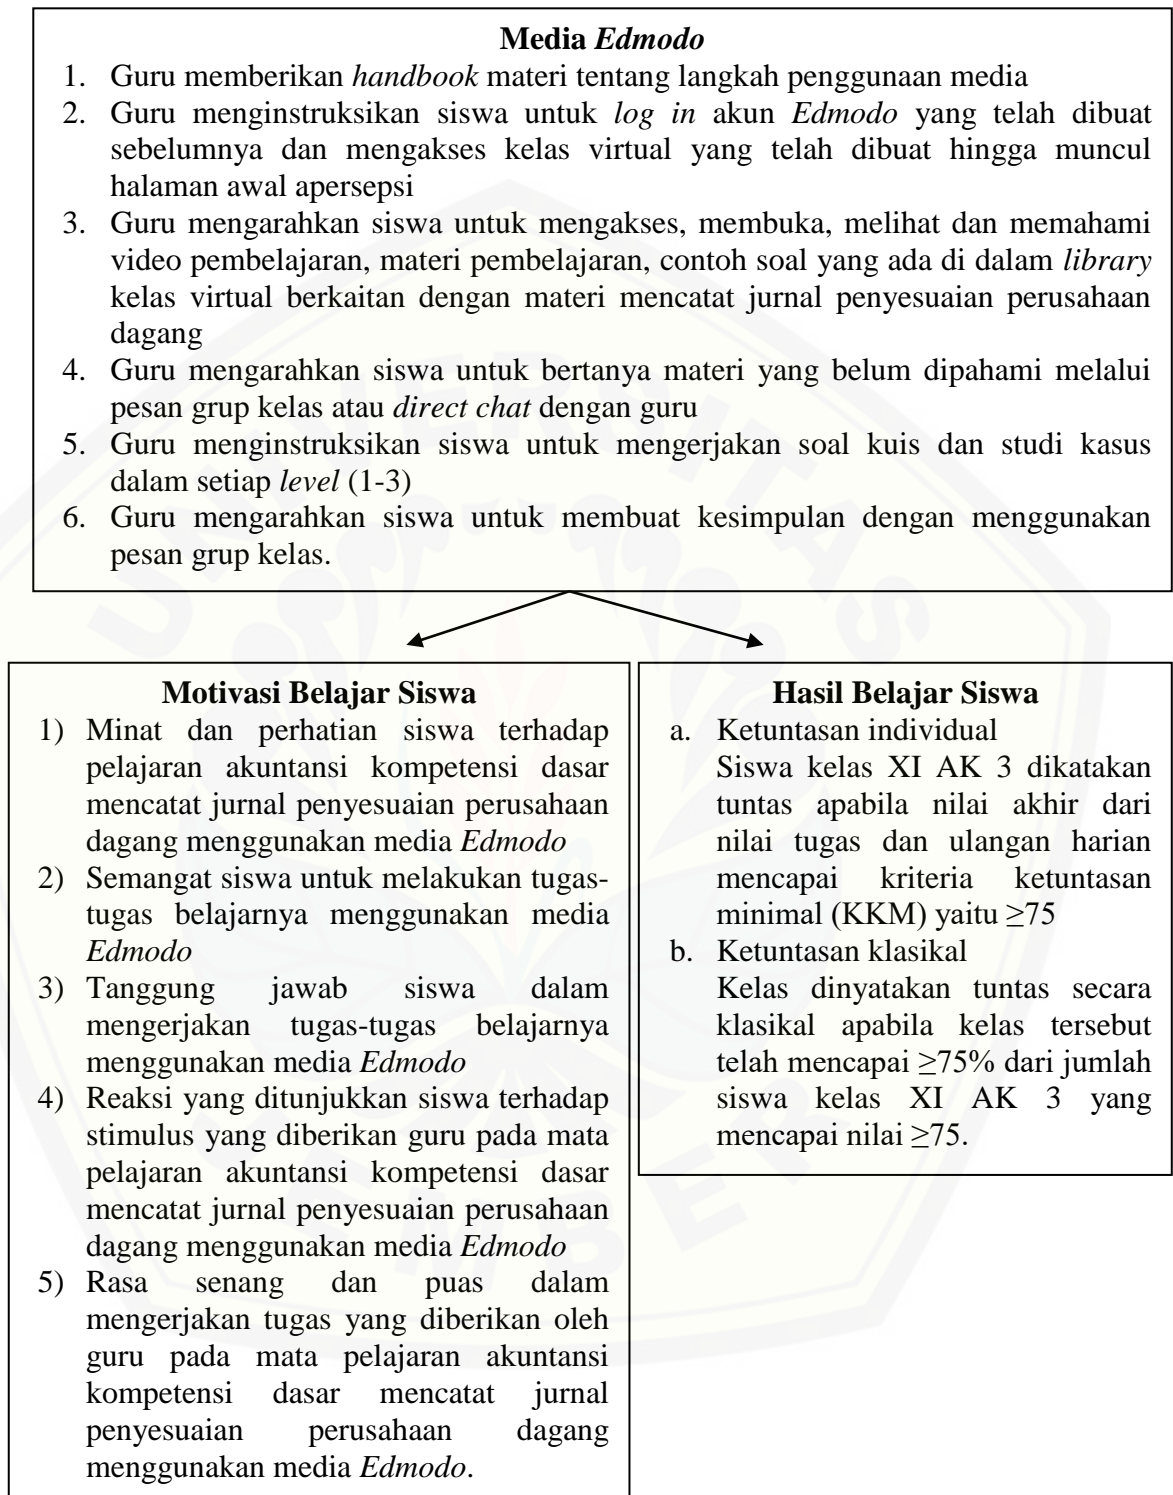 Media Edmodo
1. Guru memberikan handbook materi tentang langkah penggunaan media
2. Guru menginstruksikan siswa untuk log in akun Edmodo yang telah dibuat
sebelumnya dan mengakses kelas virtual yang telah dibuat hingga muncul
halaman awal apersepsi
3. Guru mengarahkan siswa untuk mengakses, membuka, melihat dan memahami
video pembelajaran, materi pembelajaran, contoh soal yang ada di dalam library
kelas virtual berkaitan dengan materi mencatat jurnal penyesuaian perusahaan
dagang
4. Guru mengarahkan siswa untuk bertanya materi yang belum dipahami melalui
pesan grup kelas atau direct chat dengan guru
5. Guru menginstruksikan siswa untuk mengerjakan soal kuis dan studi kasus
dalam setiap level (1-3)
6. Guru mengarahkan siswa untuk membuat kesimpulan dengan menggunakan
pesan grup kelas.
Motivasi Belajar Siswa
1) Minat dan perhatian siswa terhadap
pelajaran akuntansi kompetensi dasar
mencatat jurnal penyesuaian perusahaan
dagang menggunakan media Edmodo
2) Semangat siswa untuk melakukan tugas-
tugas belajarnya menggunakan media
Edmodo
3) Tanggung jawab siswa dalam
mengerjakan tugas-tugas belajarnya
menggunakan media Edmodo
4) Reaksi yang ditunjukkan siswa terhadap
stimulus yang diberikan guru pada mata
pelajaran akuntansi kompetensi dasar
mencatat jurnal penyesuaian perusahaan
dagang menggunakan media Edmodo
5) Rasa senang dan puas dalam
mengerjakan tugas yang diberikan oleh
guru pada mata pelajaran akuntansi
kompetensi dasar mencatat jurnal
penyesuaian perusahaan dagang
menggunakan media Edmodo.
Hasil Belajar Siswa
a. Ketuntasan individual
Siswa kelas XI AK 3 dikatakan
tuntas apabila nilai akhir dari
nilai tugas dan ulangan harian
mencapai kriteria ketuntasan
minimal (KKM) yaitu ≥75
b. Ketuntasan klasikal
Kelas dinyatakan tuntas secara
klasikal apabila kelas tersebut
telah mencapai ≥75% dari jumlah
siswa kelas XI AK 3 yang
mencapai nilai ≥75.
UNIVERSITAS
JEMBER